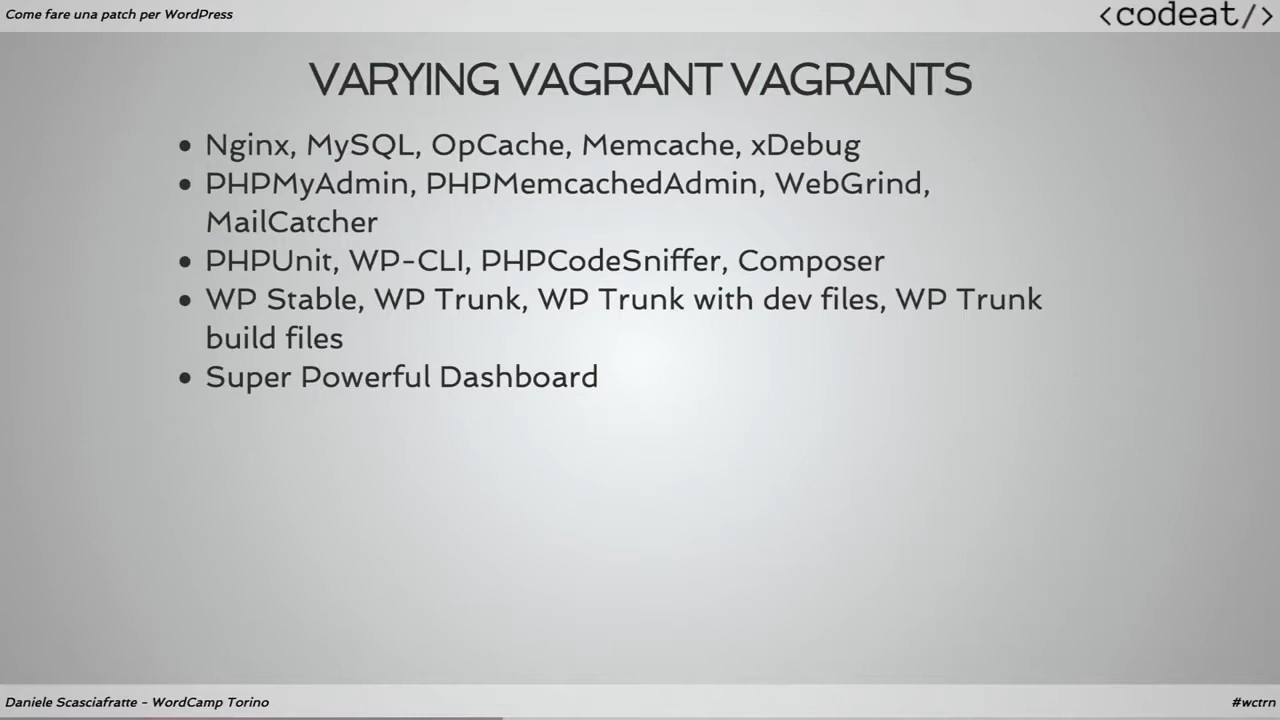 Come fare una patch per WordPress
<codeat/>
VARYING VAGRANT VAGRANTS
• Nginx, MySQL, OpCache, Memcache, xDebug
• PHPMyAdmin, PHPMemcachedAdmin, WebGrind,
MailCatcher
• PHPUnit, WP-CLI, PHPCodeSniffer, Composer
• WP Stable, WP Trunk, WP Trunk with dev files, WP Trunk
build files
• Super Powerful Dashboard
Daniele Scasciafratte - WordCamp Torino
#wctrn